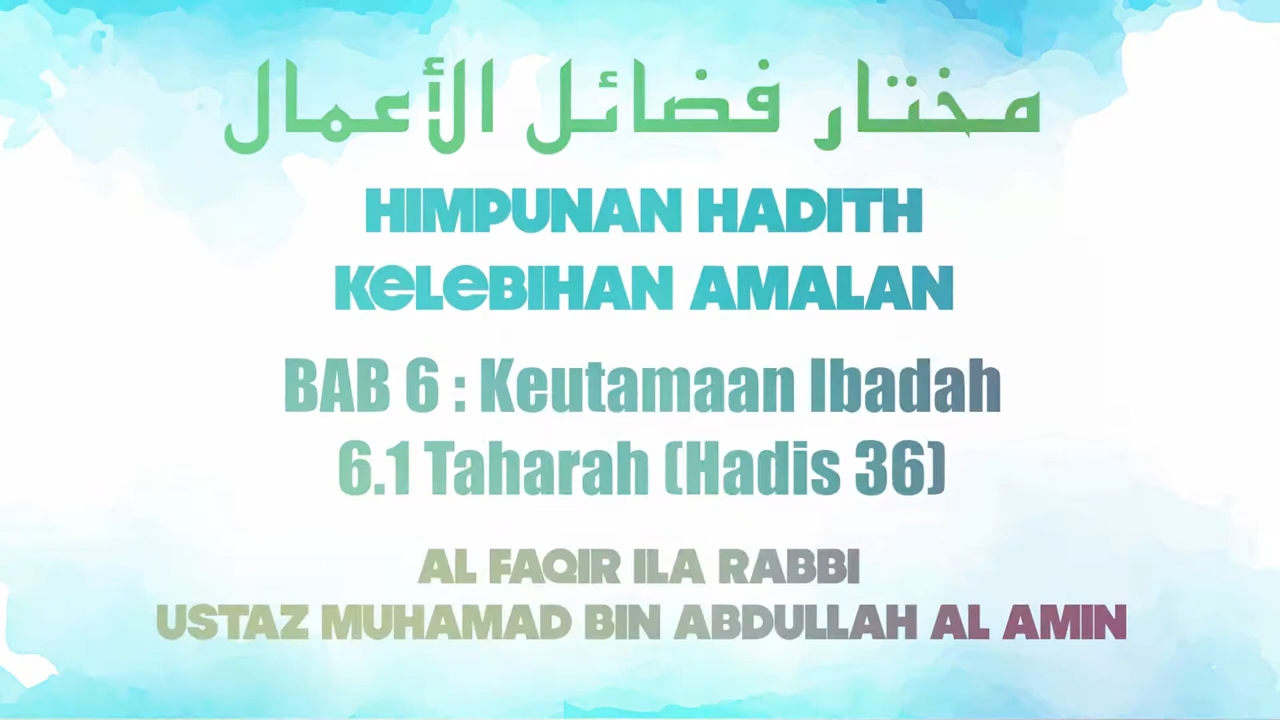 مختار فضائل الأعمال
HIMPUNAN HADITH
KeLeBIHAN AMALAN
BAB 6 : Keutamaan Ibadah
6.1 Taharah (Hadis 36)
AL FAQIR ILA RABBI
USTAZ MUHAMAD BIN ABDULLAH AL AMIN